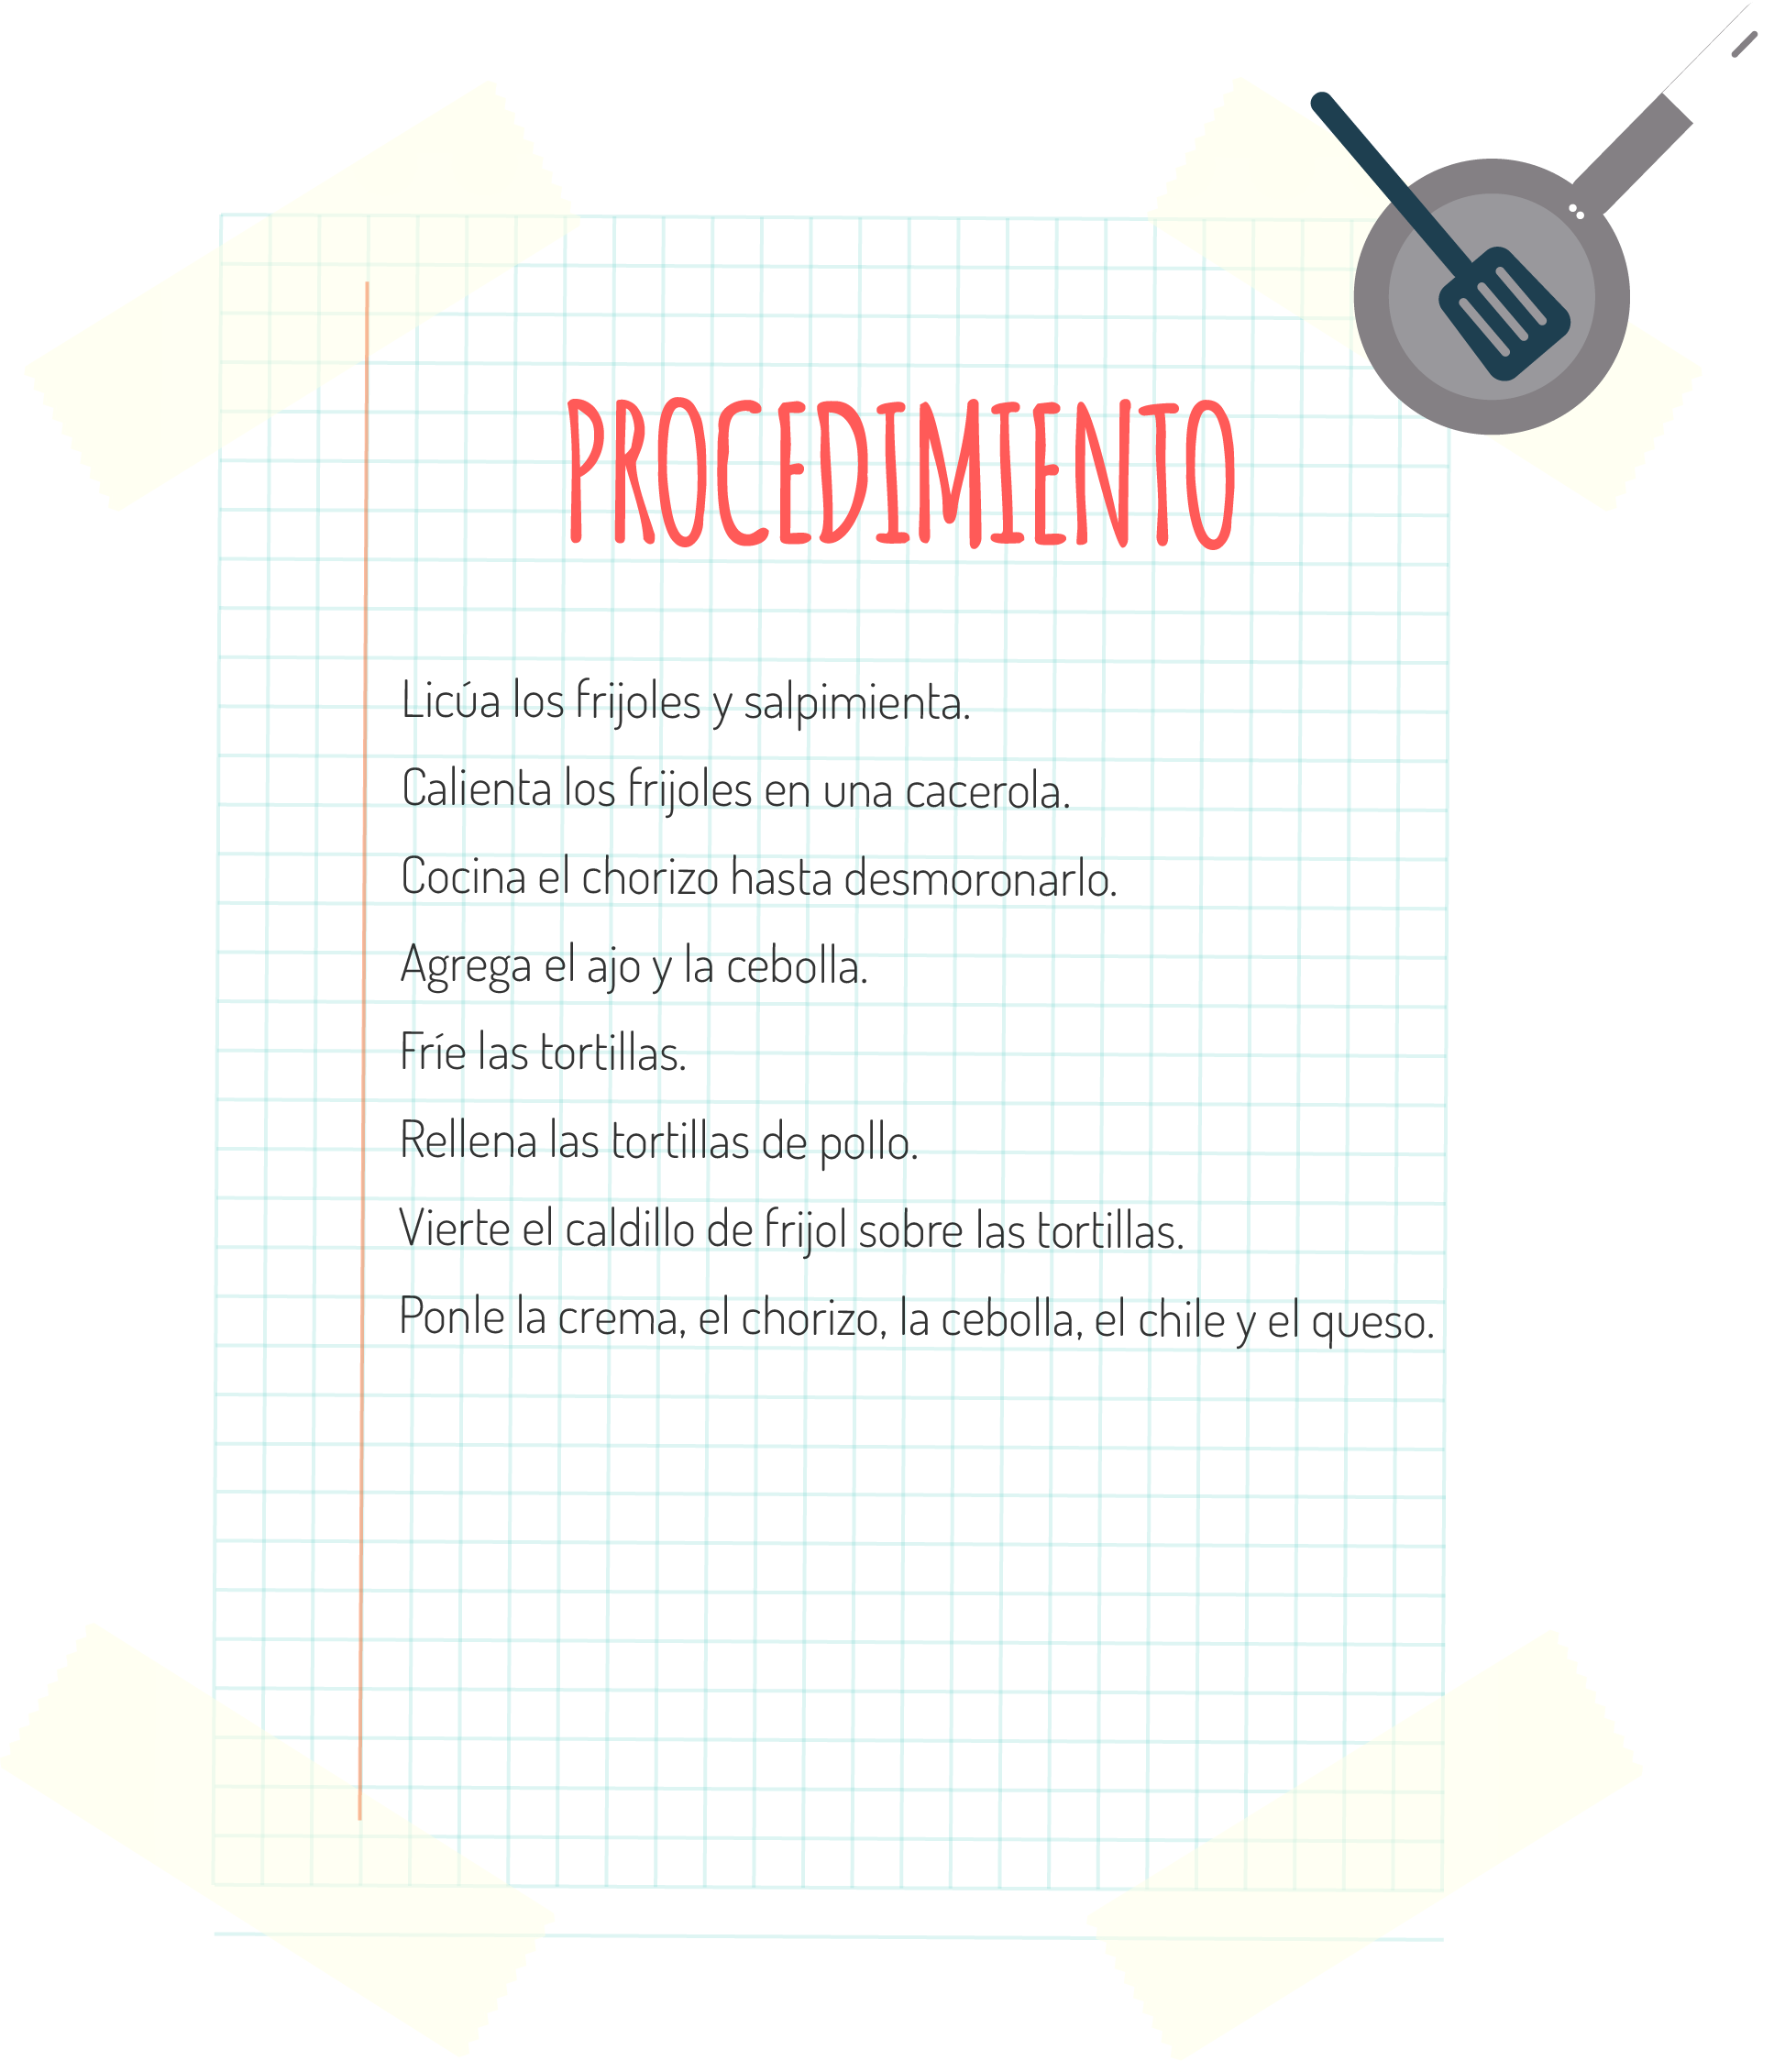 PROCEDIMIENTO
Licúa los frijoles y salpimienta.
Calienta los frijoles en una cacerola.
Cocina el chorizo hasta desmoronarlo.
Agrega el ajo y la cebolla.
Fríe las tortillas.
Rellena las tortillas de pollo.
Vierte el caldillo de frijol sobre las tortillas.
Ponle la crema, el chorizo, la cebolla, el chile y el queso.